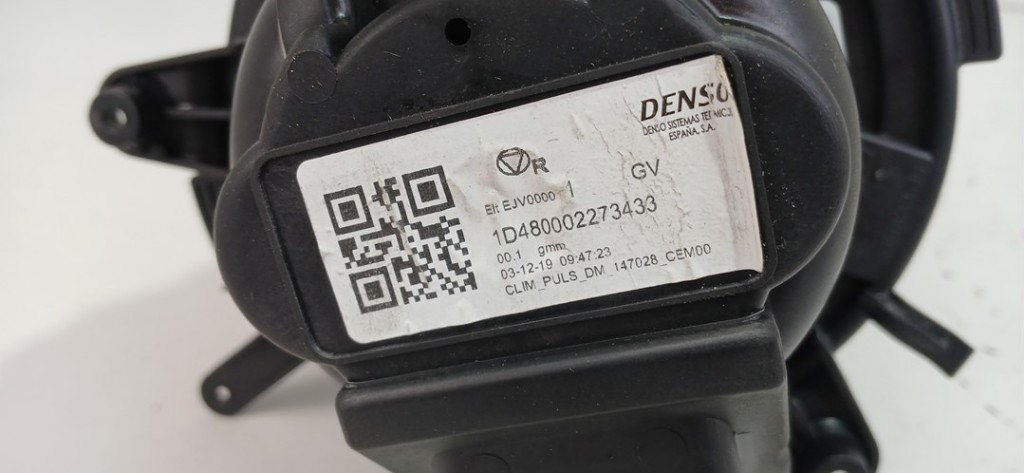 DENSO
DENSO SISTEMAS TERMICOS
ESPAÑA, S.A.
R
GV
Elt EJV0000 1
1D480002273433
00.1 gmm
03-12-19 09:47:23
CLIM_PULS_DM_147028_CEM00